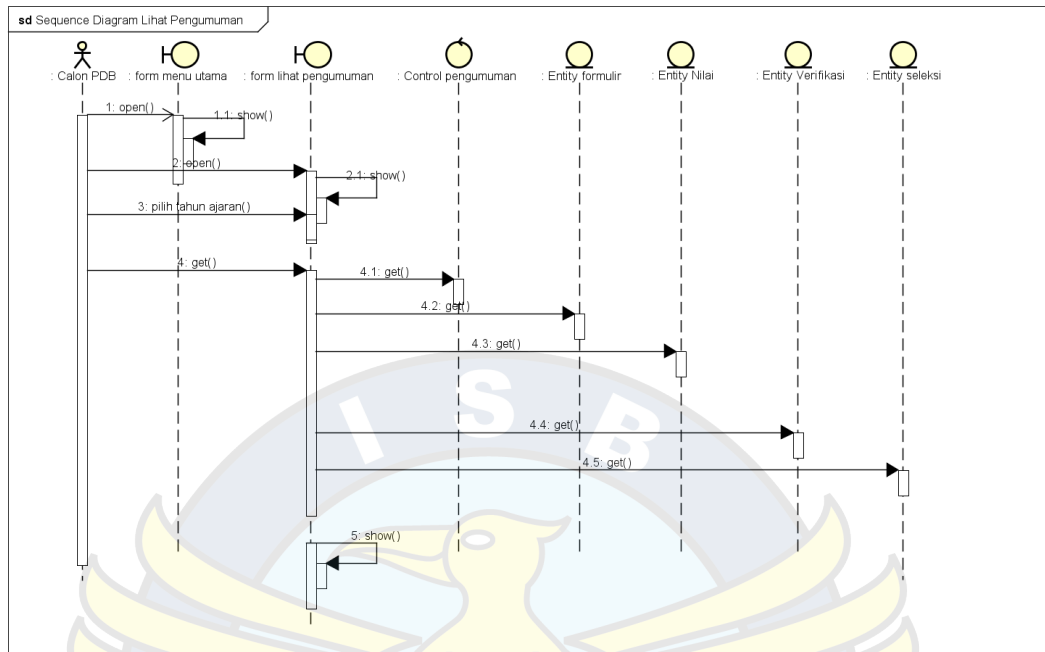 sd Sequence Diagram Lihat Pengumuman
: Calon PDB
: form menu utama
: form lihat pengumuman
: Control pengumuman
: Entity formulir
: Entity Nilai
: Entity Verifikasi
: Entity seleksi
1: open()
1.1: show()
2: open()
2.1: show()
3: pilih tahun ajaran()
4: get()
4.1: get()
4.2: get()
4.3: get()
4.4: get()
4.5: get()
5: show()
I S B